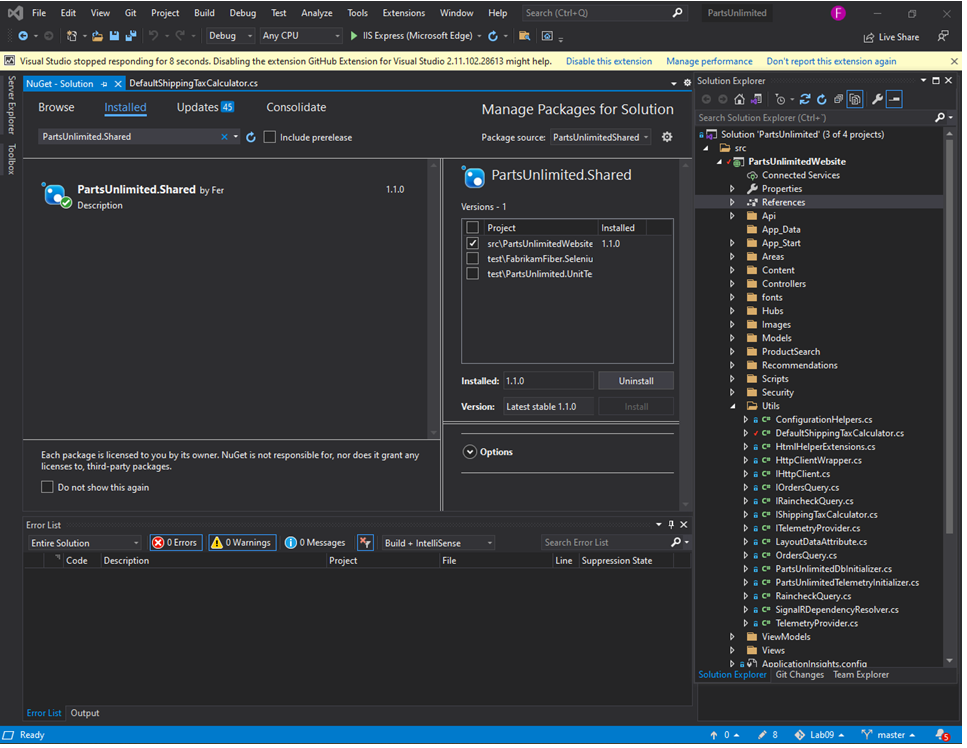 File Edit View Git Project Build Debug Test Analyze Tools Extensions Window Help Search (Ctrl+Q) PartsUnlimited F
Debug Any CPU IIS Express (Microsoft Edge) Live Share
Visual Studio stopped responding for 8 seconds. Disabling the extension GitHub Extension for Visual Studio 2.11.102.28613 might help. Disable this extension Manage performance Don't report this extension again
Server Explorer
Toolbox
NuGet - Solution DefaultShippingTaxCalculator.cs
Browse Installed Updates 45 Consolidate
Manage Packages for Solution
PartsUnlimited.Shared Include prerelease
Package source: PartsUnlimitedShared
PartsUnlimited.Shared by Fer 1.1.0
Description
Each package is licensed to you by its owner. NuGet is not responsible for, nor does it grant any
licenses to, third-party packages.
Do not show this again
PartsUnlimited.Shared
Versions - 1
Project Installed
src\PartsUnlimitedWebsite 1.1.0
test\FabrikamFiber.Seleniu
test\PartsUnlimited.UnitTe
Installed: 1.1.0 Uninstall
Version: Latest stable 1.1.0 Install
Options
Error List
Entire Solution 0 Errors 0 Warnings 0 Messages Build + IntelliSense Search Error List
Code Description Project File Line Suppression State
Error List Output
Solution Explorer
Search Solution Explorer (Ctrl+¨)
Solution 'PartsUnlimited' (3 of 4 projects)
src
PartsUnlimitedWebsite
Connected Services
Properties
References
Api
App_Data
App_Start
Areas
Content
Controllers
fonts
Hubs
Images
Models
ProductSearch
Recommendations
Scripts
Security
Utils
C# ConfigurationHelpers.cs
C# DefaultShippingTaxCalculator.cs
C# HtmlHelperExtensions.cs
C# HttpClientWrapper.cs
C# IHttpClient.cs
C# IOrdersQuery.cs
C# IRaincheckQuery.cs
C# IShippingTaxCalculator.cs
C# ITelemetryProvider.cs
C# LayoutDataAttribute.cs
C# OrdersQuery.cs
C# PartsUnlimitedDbInitializer.cs
C# PartsUnlimitedTelemetryInitializer.cs
C# RaincheckQuery.cs
C# SignalRDependencyResolver.cs
C# TelemetryProvider.cs
ViewModels
Views
ApplicationInsights.config
Solution Explorer Git Changes Team Explorer
Ready 0 8 Lab09 master 5